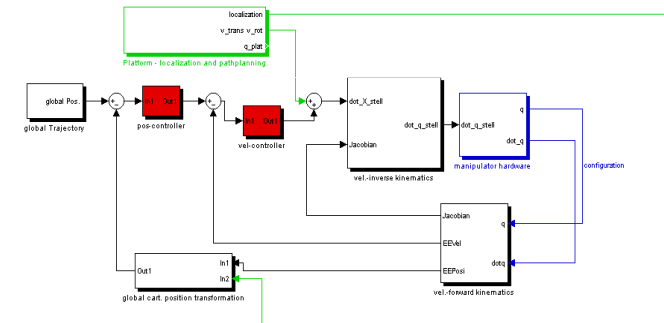 localization
v_trans v_rot
q_plat
Platform - localization and pathplanning
global Pos.
global Trajectory
In1 Out1
pos-controller
In1 Out1
vel-controller
dot_X_stell
dot_q_stell
Jacobian
vel.-inverse kinematics
q
dot_q_stell
dot_q
manipulator hardware
configuration
Jacobian
q
EEVel
EEPosi
dotq
vel.-forward kinematics
In1
Out1
In2
global cart. position transformation